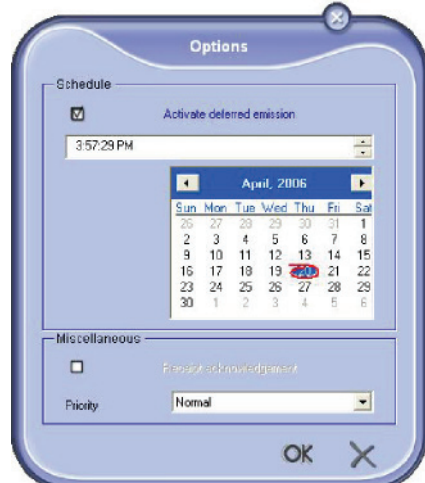 Options
Schedule
Activate deferred emission
3:57:29 PM
April, 2006
Sun Mon Tue Wed Thu Fri Sat
26 27 28 29 30 31 1
2 3 4 5 6 7 8
9 10 11 12 13 14 15
16 17 18 19 20 21 22
23 24 25 26 27 28 29
30 1 2 3 4 5 6
Miscellaneous
Receipt acknowledgement
Priority Normal
OK